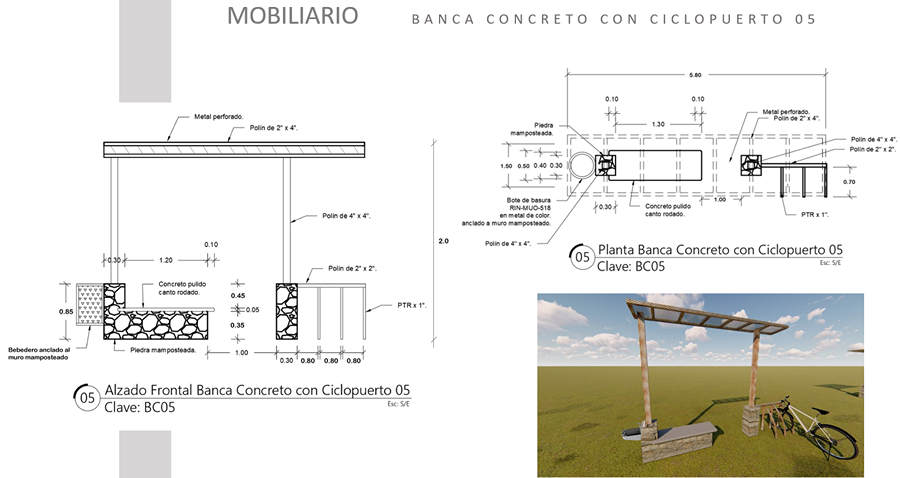 MOBILIARIO
BANCA CONCRETO CON CICLOPUERTO 05
Metal perforado.
Polín de 2" x 4".
Polín de 4" x 4".
2.0
0.10
0.30
1.20
Concreto pulido
canto rodado.
Polín de 2" x 2".
0.85
0.45
0.05
0.35
PTR x 1".
Bebedero anclado al
muro mamposteado
Piedra mamposteada.
1.00
0.30
0.80
0.80
0.80
05
Alzado Frontal Banca Concreto con Ciclopuerto 05
Clave: BC05
Esc: S/E
5.80
0.10
0.10
1.30
Metal perforado.
Polín de 2" x 4".
Piedra
mamposteada.
Polín de 4" x 4".
Polín de 2" x 2".
1.50
0.50
0.40
0.30
0.70
Bote de basura
RIN-MUO-518
en metal de color.
anclado a muro mamposteado.
0.30
Concreto pulido
canto rodado.
1.00
PTR x 1".
Polín de 4" x 4".
05
Planta Banca Concreto con Ciclopuerto 05
Clave: BC05
Esc: S/E